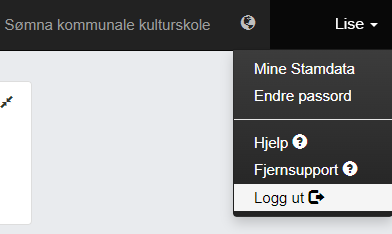 Sømna kommunale kulturskole
Lise
Mine Stamdata
Endre passord
Hjelp
Fjernsupport
Logg ut